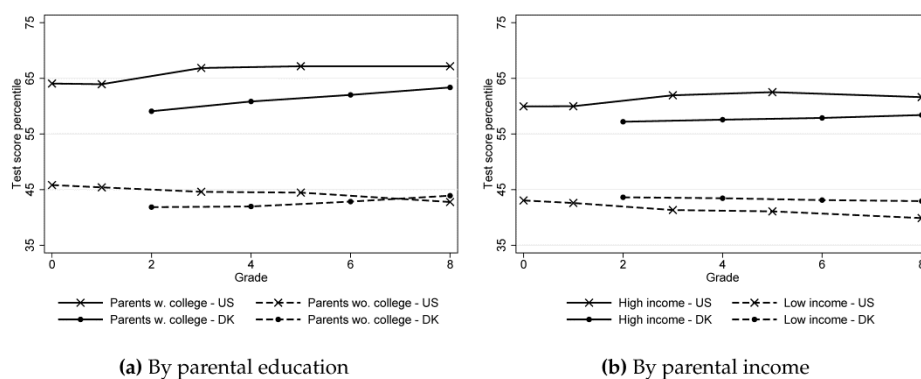 75
65
55
45
35
Test score percentile
0 2 4 6 8
Grade
Parents w. college - US Parents wo. college - US
Parents w. college - DK Parents wo. college - DK
(a) By parental education
75
65
55
45
35
Test score percentile
0 2 4 6 8
Grade
High income - US Low income - US
High income - DK Low income - DK
(b) By parental income